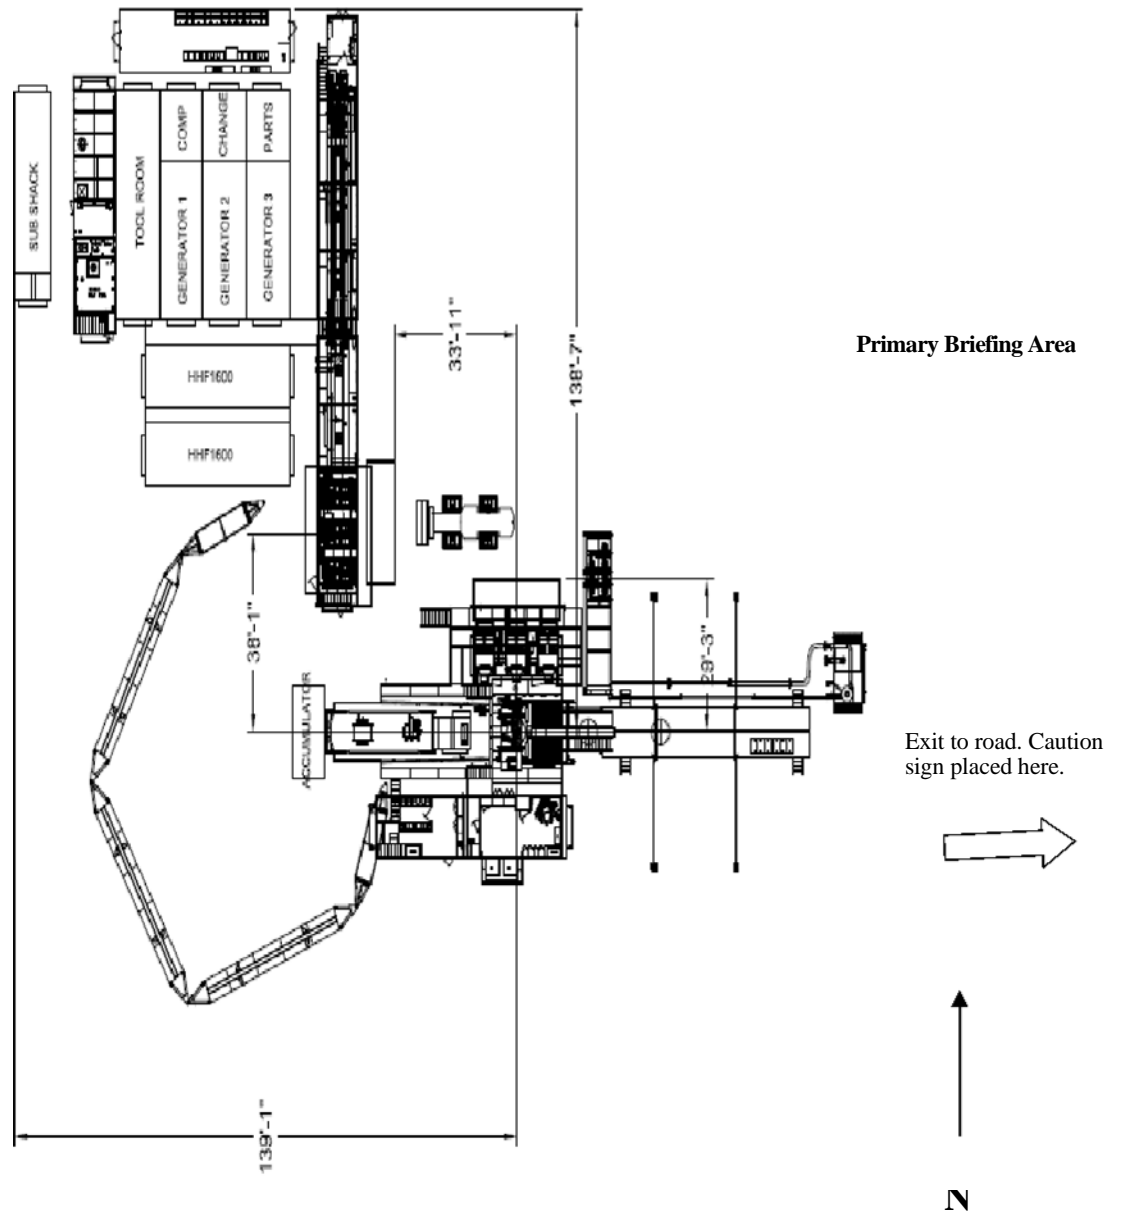 SUB SHACK
TOOL ROOM
COMP
CHANGE
PARTS
GENERATOR 1
GENERATOR 2
GENERATOR 3
HHF1600
HHF1600
33'-11"
138'-7"
Primary Briefing Area
38'-1"
29'-3"
ACCUMULATOR
Exit to road. Caution
sign placed here.
139'-1"
N